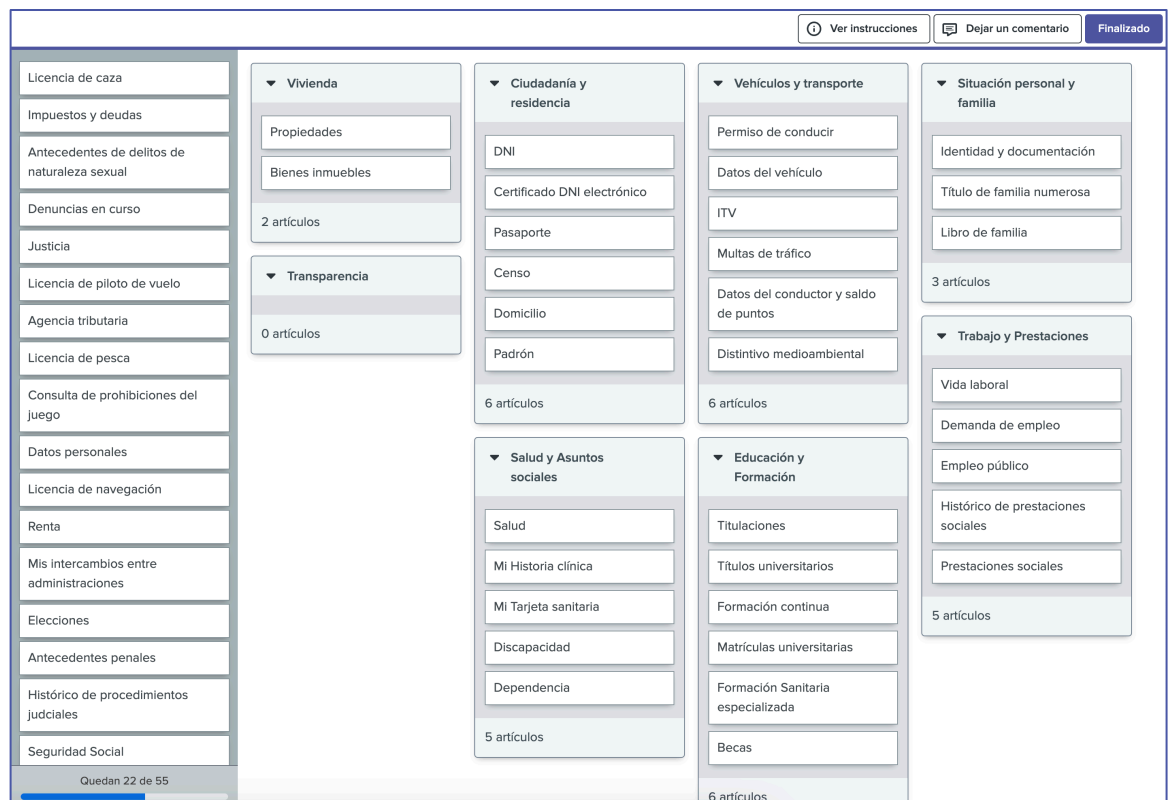 Ver instrucciones
Dejar un comentario
Finalizado
Licencia de caza
Impuestos y deudas
Antecedentes de delitos de
naturaleza sexual
Denuncias en curso
Justicia
Licencia de piloto de vuelo
Agencia tributaria
Licencia de pesca
Consulta de prohibiciones del
juego
Datos personales
Licencia de navegación
Renta
Mis intercambios entre
administraciones
Elecciones
Antecedentes penales
Histórico de procedimientos
judciales
Seguridad Social
Quedan 22 de 55
Vivienda
Propiedades
Bienes inmuebles
2 artículos
Transparencia
0 artículos
Ciudadanía y
residencia
DNI
Certificado DNI electrónico
Pasaporte
Censo
Domicilio
Padrón
6 artículos
Salud y Asuntos
sociales
Salud
Mi Historia clínica
Mi Tarjeta sanitaria
Discapacidad
Dependencia
5 artículos
Vehículos y transporte
Permiso de conducir
Datos del vehículo
ITV
Multas de tráfico
Datos del conductor y saldo
de puntos
Distintivo medioambiental
6 artículos
Educación y
Formación
Titulaciones
Títulos universitarios
Formación continua
Matrículas universitarias
Formación Sanitaria
especializada
Becas
6 artículos
Situación personal y
familia
Identidad y documentación
Título de familia numerosa
Libro de familia
3 artículos
Trabajo y Prestaciones
Vida laboral
Demanda de empleo
Empleo público
Histórico de prestaciones
sociales
Prestaciones sociales
5 artículos